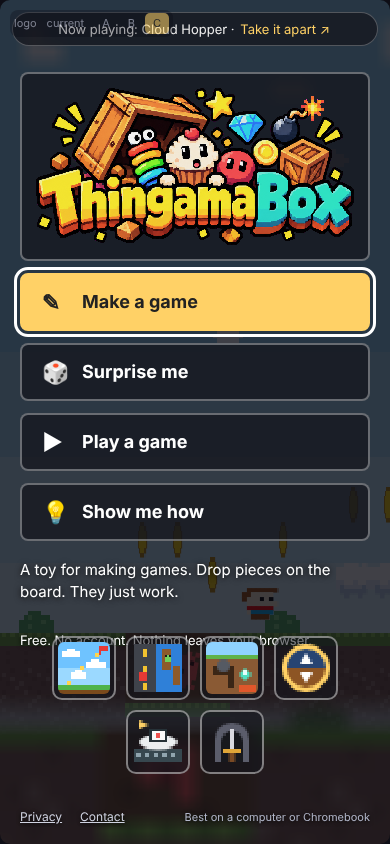 logo current A B C
Now playing: Cloud Hopper · Take it apart ↗
ThingamaBox
Make a game
Surprise me
Play a game
Show me how
A toy for making games. Drop pieces on the
board. They just work.
Free. No account. Nothing leaves your browser.
Privacy Contact Best on a computer or Chromebook